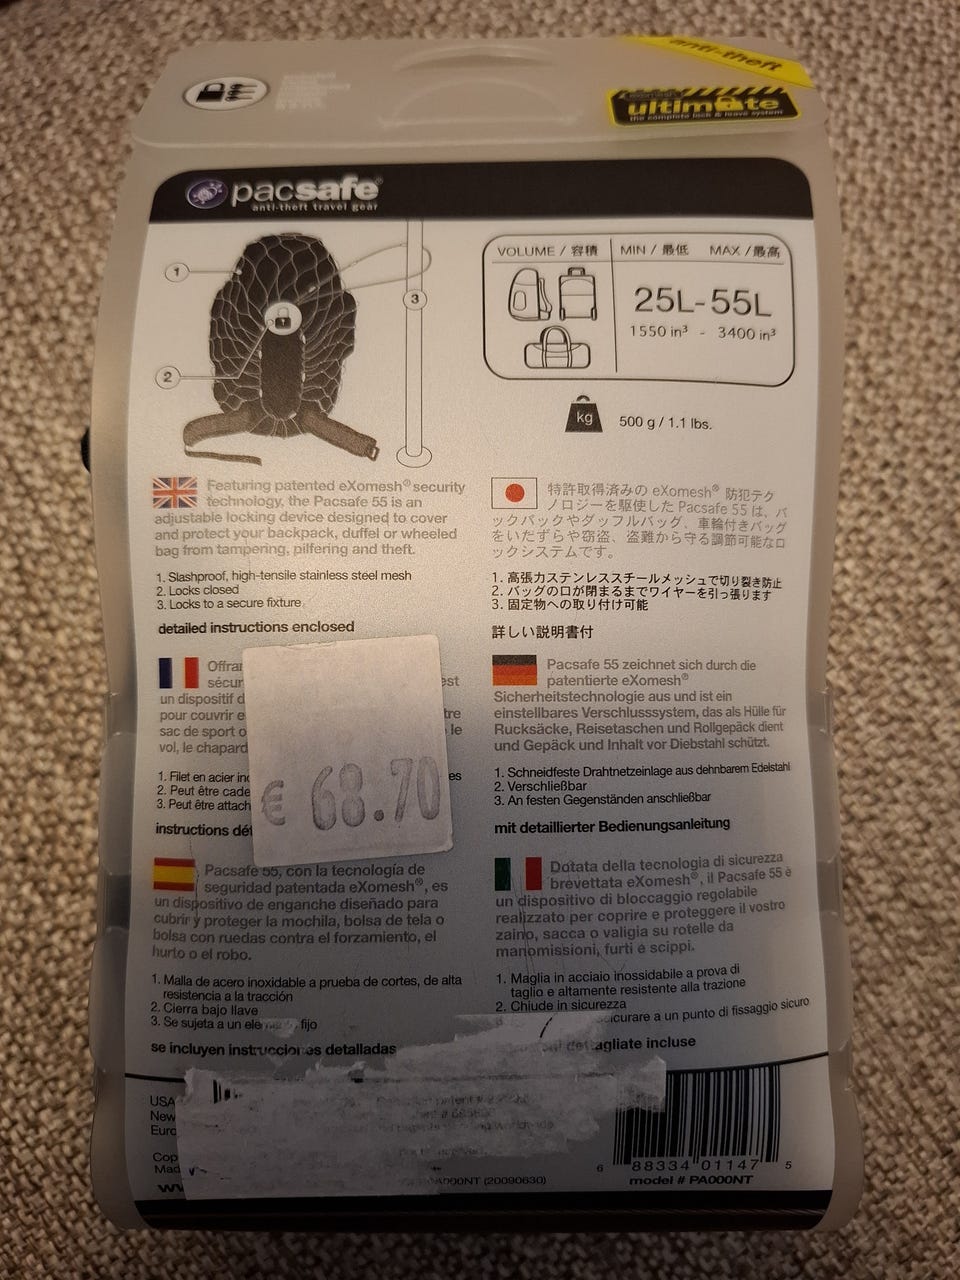 anti-theft
ultimate
the complete lock & leave system
pacsafe®
anti-theft travel gear
1
2
3
VOLUME / 容積
MIN / 最低 MAX / 最高
25L-55L
1550 in³ - 3400 in³
kg
500 g / 1.1 lbs.
Featuring patented eXomesh® security
technology, the Pacsafe 55 is an
adjustable locking device designed to cover
and protect your backpack, duffel or wheeled
bag from tampering, pilfering and theft.
1. Slashproof, high-tensile stainless steel mesh
2. Locks closed
3. Locks to a secure fixture
detailed instructions enclosed
特許取得済みの eXomesh® 防犯テク
ノロジーを駆使した Pacsafe 55 は、バ
ックパックやダッフルバッグ、車輪付きバッグ
をいたずらや窃盗、盗難から守る調節可能なロ
ックシステムです。
1. 高張力ステンレススチールメッシュで切り裂き防止
2. バッグの口が閉まるまでワイヤーを引っ張ります
3. 固定物への取り付け可能
詳しい説明書付
un dispositif
pour couvrir
sac de sport le
vol, le
1. Filet en acier
2. Peut être
3. Peut être
instructions
€ 68.70
Pacsafe 55 zeichnet sich durch die
patentierte eXomesh®
Sicherheitstechnologie aus und ist ein
einstellbares Verschlusssystem, das als Hülle für
Rucksäcke, Reisetaschen und Rollgepäck dient
und Gepäck und Inhalt vor Diebstahl schützt.
1. Schneidfeste Drahtnetzeinlage aus dehnbarem Edelstahl
2. Verschließbar
3. An festen Gegenständen anschließbar
mit detaillierter Bedienungsanleitung
Pacsafe 55, con la tecnología de
seguridad patentada eXomesh®, es
un dispositivo de enganche diseñado para
cubrir y proteger la mochila, bolsa de tela o
bolsa con ruedas contra el forzamiento, el
hurto o el robo.
1. Malla de acero inoxidable a prueba de cortes, de alta
resistencia a la tracción
2. Cierra bajo llave
3. Se sujeta a un fijo
se incluyen instrucciones detalladas
Dotata della tecnologia di sicurezza
brevettata eXomesh®, il Pacsafe 55 è
un dispositivo di bloccaggio regolabile
realizzato per coprire e proteggere il vostro
zaino, sacca o valigia su rotelle da
manomissioni, furti e scippi.
1. Maglia in acciaio inossidabile a prova di
taglio e altamente resistente alla trazione
2. Chiude in sicurezza
a un punto di fissaggio sicuro
incluse
USA
New
(20090630)
6 88334 01147 5
model # PA000NT